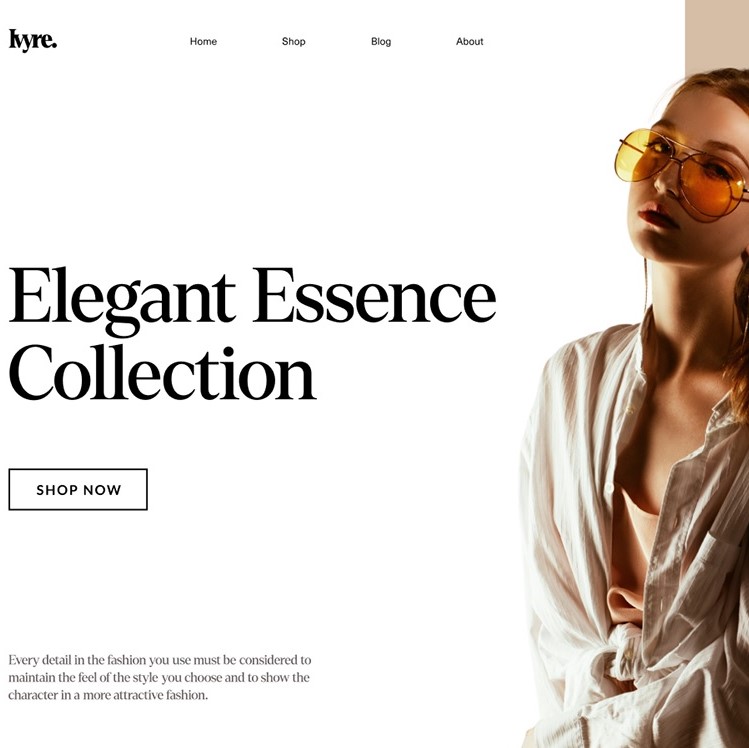 Ivyre.
Home Shop Blog About
Elegant Essence
Collection
SHOP NOW
Every detail in the fashion you use must be considered to
maintain the feel of the style you choose and to show the
character in a more attractive fashion.